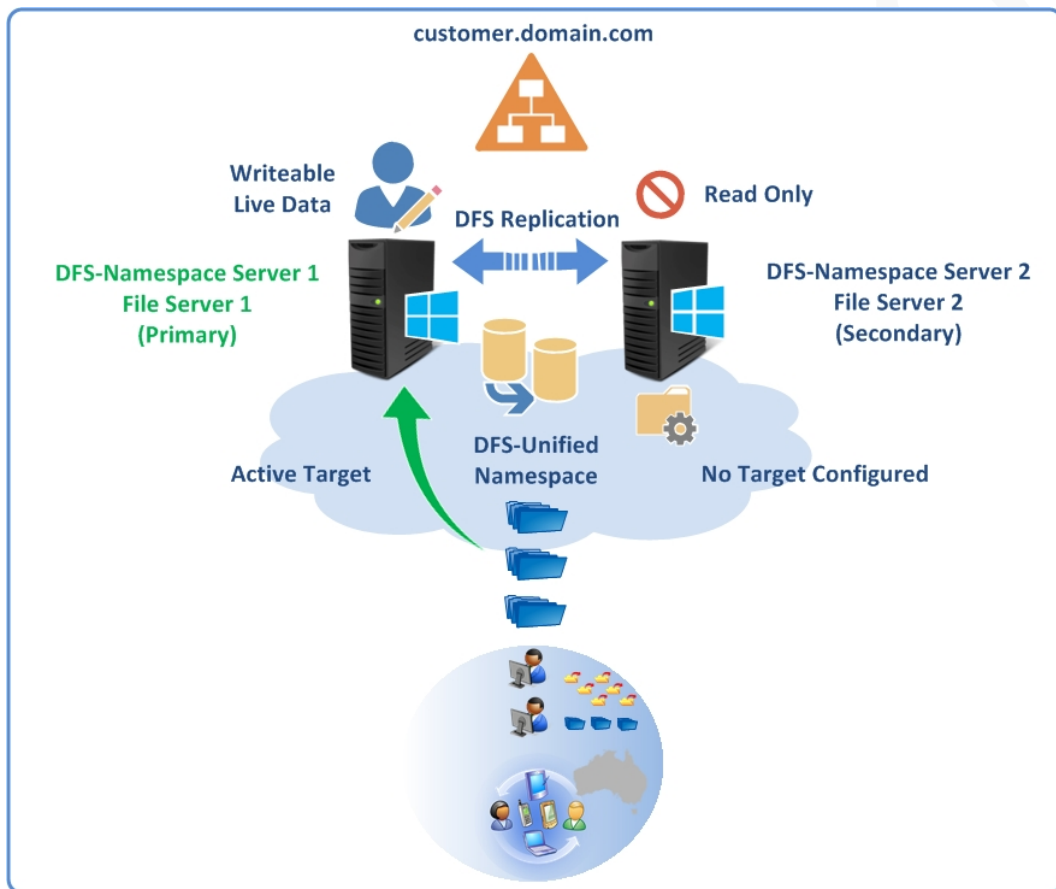 customer.domain.com
Writeable
Live Data
DFS Replication
Read Only
DFS-Namespace Server 1
File Server 1
(Primary)
DFS-Namespace Server 2
File Server 2
(Secondary)
Active Target
DFS-Unified
Namespace
No Target Configured